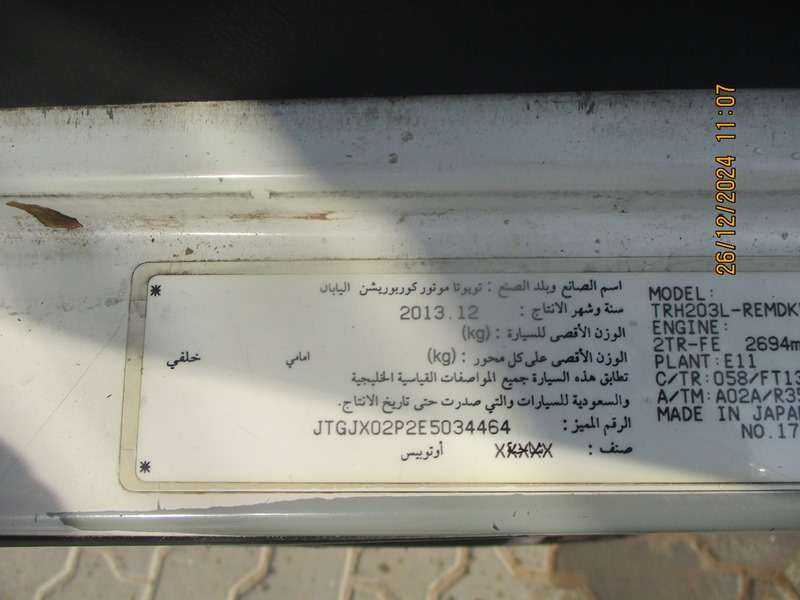 26/12/2024 11:07
* اسم الصانع وبلد الصنع : تويوتا موتور كوربوريشن اليابان
سنة وشهر الانتاج : 2013.12
الوزن الأقصى للسيارة : (kg)
الوزن الأقصى على كل محور : (kg) امامي خلفي
تطابق هذه السيارة جميع المواصفات القياسية الخليجية
والسعودية للسيارات والتي صدرت حتى تاريخ الانتاج.
الرقم المميز : JTGJX02P2E5034464
* صنف : أوتوبيس
MODEL:
TRH203L-REMDK
ENGINE:
2TR-FE 2694m
PLANT:E11
C/TR:058/FT13
A/TM:A02A/R35
MADE IN JAPA
NO.17